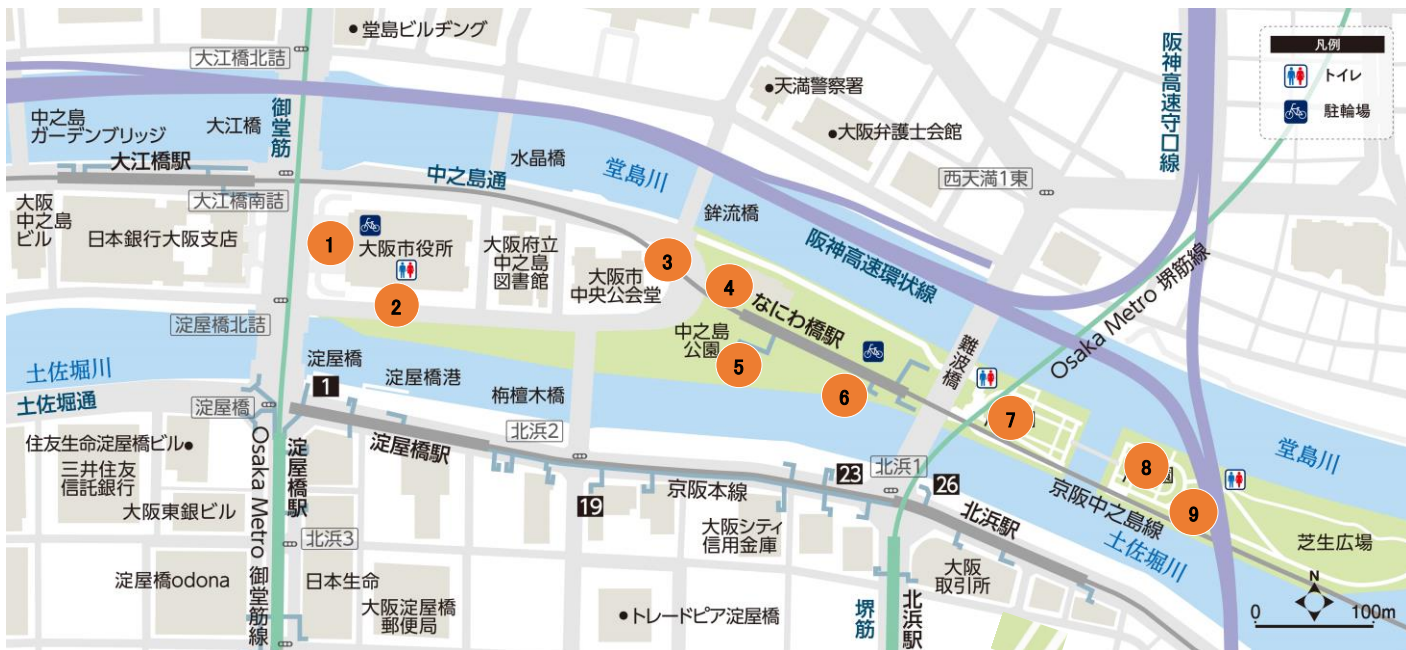 堂島ビルヂング
大江橋北詰
天満警察署
大阪弁護士会館
阪神高速守口線
凡例
トイレ
駐輪場
中之島
ガーデンブリッジ
大江橋
御堂筋
大江橋駅
中之島通
水晶橋
堂島川
西天満1東
大江橋南詰
鉾流橋
大阪
中之島
ビル
日本銀行大阪支店
1
大阪市役所
大阪府立
中之島
図書館
大阪市
中央公会堂
3
阪神高速環状線
Osaka Metro 堺筋線
2
4
なにわ橋駅
中之島
公園
5
6
難波橋
7
淀屋橋北詰
土佐堀川
土佐堀通
淀屋橋
1
淀屋橋港
栴檀木橋
淀屋橋
北浜2
北浜1
8
9
堂島川
京阪中之島線
土佐堀川
芝生広場
住友生命淀屋橋ビル
三井住友
信託銀行
大阪東銀ビル
Osaka Metro 御堂筋線
淀屋橋駅
淀屋橋駅
19
京阪本線
23
26
北浜駅
大阪シティ
信用金庫
大阪
取引所
北浜3
淀屋橋odona
日本生命
大阪淀屋橋
郵便局
トレードピア淀屋橋
堺筋
北浜駅
N
0
100m